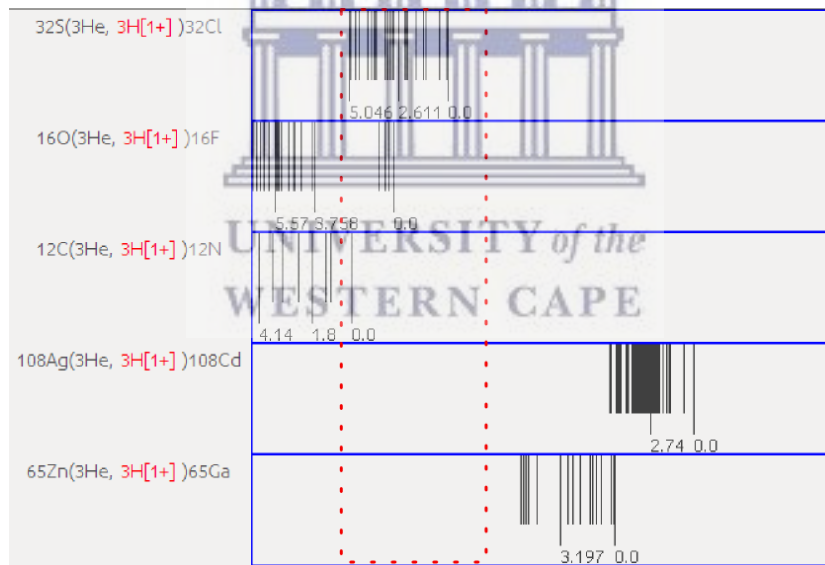 32S(3He, 3H[1+] )32Cl
5.046 2.611 0.0
16O(3He, 3H[1+] )16F
5.57 3.758 0.0
12C(3He, 3H[1+] )12N
UNIVERSITY of the
WESTERN CAPE
4.14 1.8 0.0
108Ag(3He, 3H[1+] )108Cd
2.74 0.0
65Zn(3He, 3H[1+] )65Ga
3.197 0.0